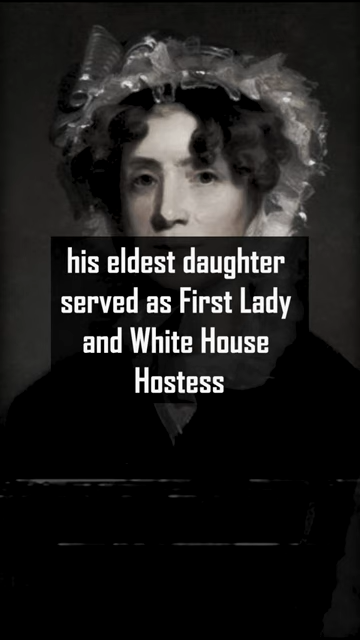 his eldest daughter
served as First Lady
and White House
Hostess